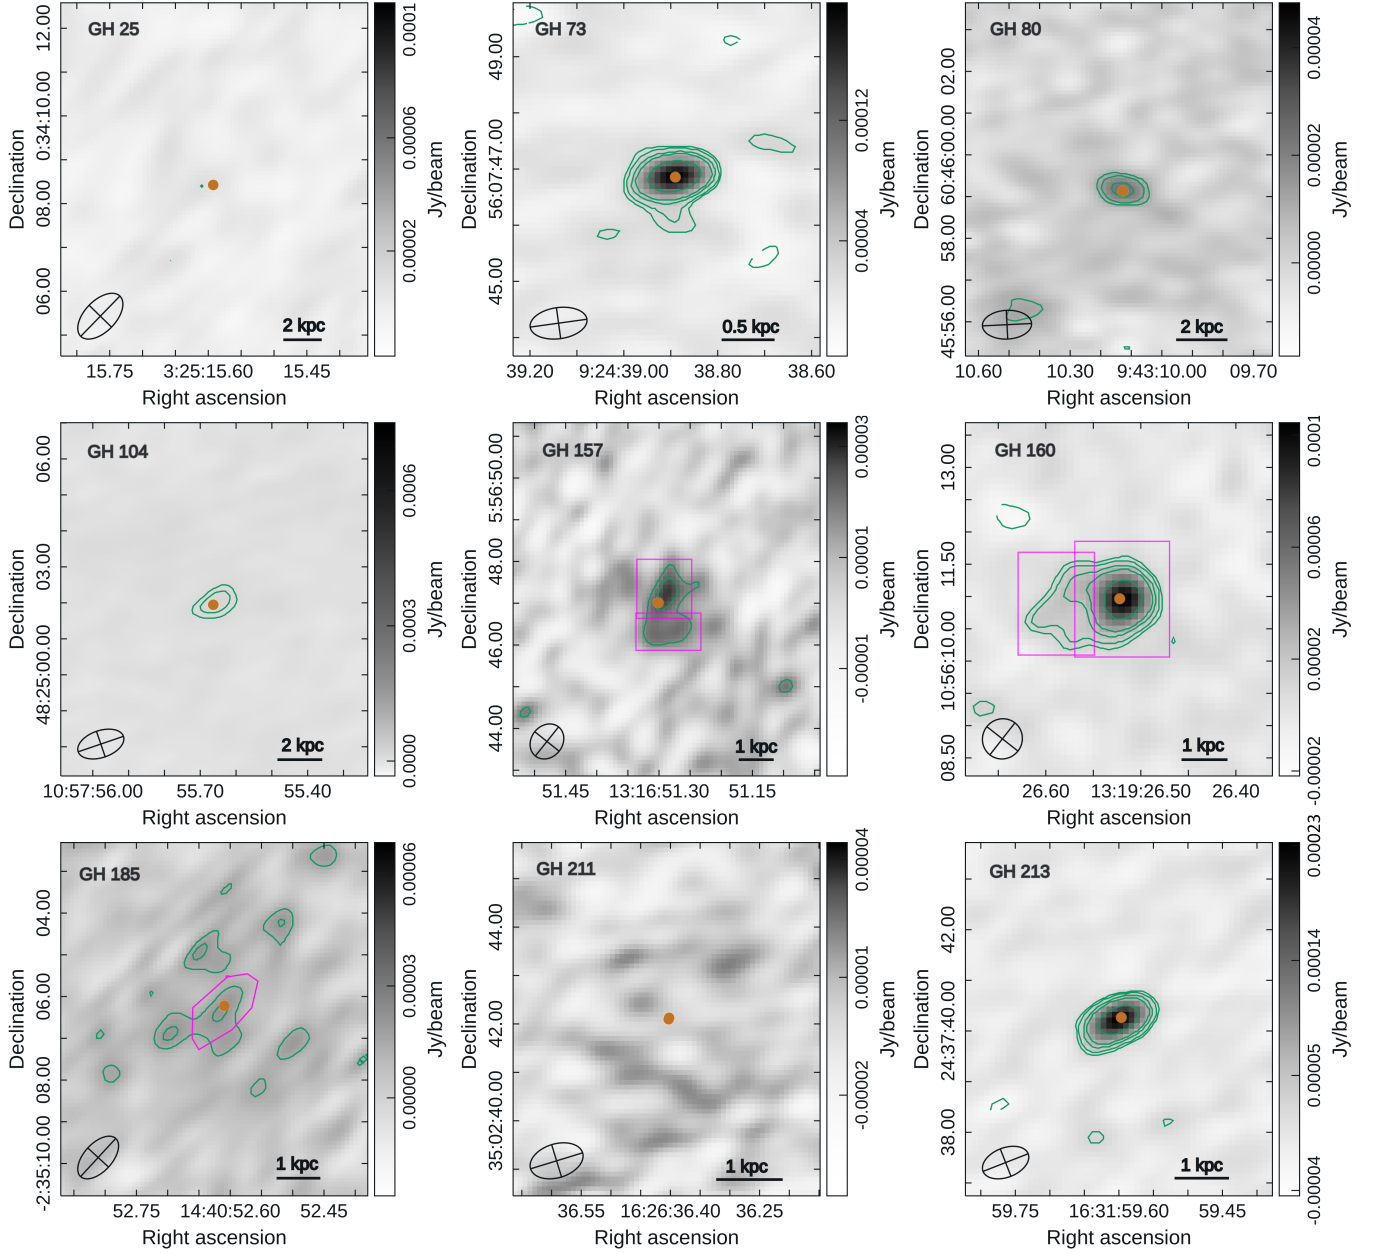 GH 25
Declination
12.00
0:34:10.00
08.00
06.00
15.75
3:25:15.60
15.45
Right ascension
2 kpc
0.0001
0.00006
0.00002
Jy/beam
GH 73
Declination
49.00
56:07:47.00
45.00
39.20
9:24:39.00
38.80
38.60
Right ascension
0.5 kpc
0.00012
0.00004
Jy/beam
GH 80
Declination
02.00
60:46:00.00
58.00
45:56.00
10.60
10.30
9:43:10.00
09.70
Right ascension
2 kpc
0.00004
0.00002
0.00000
Jy/beam
GH 104
Declination
06.00
03.00
48:25:00.00
10:57:56.00
55.70
55.40
Right ascension
2 kpc
0.00006
0.00003
0.0000
Jy/beam
GH 157
Declination
5:56:50.00
48.00
46.00
44.00
51.45
13:16:51.30
51.15
Right ascension
1 kpc
0.00003
0.00001
-0.00001
Jy/beam
GH 160
Declination
13.00
11.50
10:56:10.00
08.50
26.60
13:19:26.50
26.40
Right ascension
1 kpc
0.0001
0.00006
0.00002
-0.00002
Jy/beam
GH 185
Declination
04.00
06.00
08.00
-2:35:10.00
52.75
14:40:52.60
52.45
Right ascension
1 kpc
0.00006
0.00003
0.00000
Jy/beam
GH 211
Declination
44.00
42.00
35:02:40.00
36.55
16:26:36.40
36.25
Right ascension
1 kpc
0.00004
0.00001
-0.00002
Jy/beam
GH 213
Declination
42.00
24:37:40.00
38.00
59.75
16:31:59.60
59.45
Right ascension
1 kpc
0.00023
0.00014
0.00005
-0.00004
Jy/beam